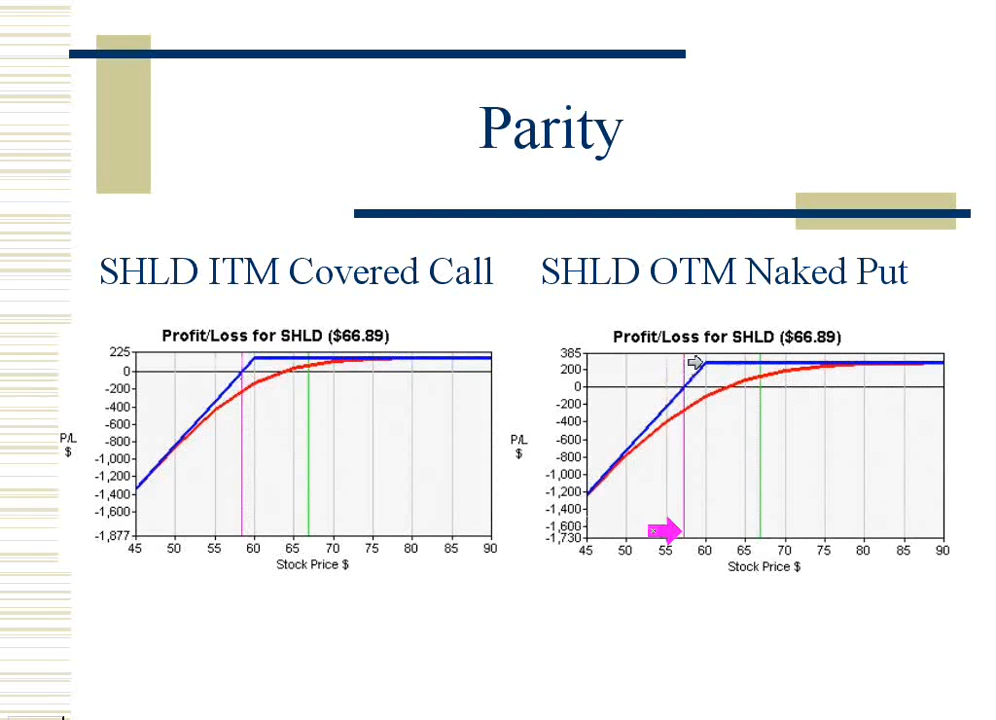 Parity
SHLD ITM Covered Call
SHLD OTM Naked Put
Profit/Loss for SHLD ($66.89)
225
0
-200
-400
-600
-800
-1,000
-1,200
-1,400
-1,600
-1,877
P/L
$
45 50 55 60 65 70 75 80 85 90
Stock Price $
Profit/Loss for SHLD ($66.89)
385
200
0
-200
-400
-600
-800
-1,000
-1,200
-1,400
-1,600
-1,730
P/L
$
45 50 55 60 65 70 75 80 85 90
Stock Price $